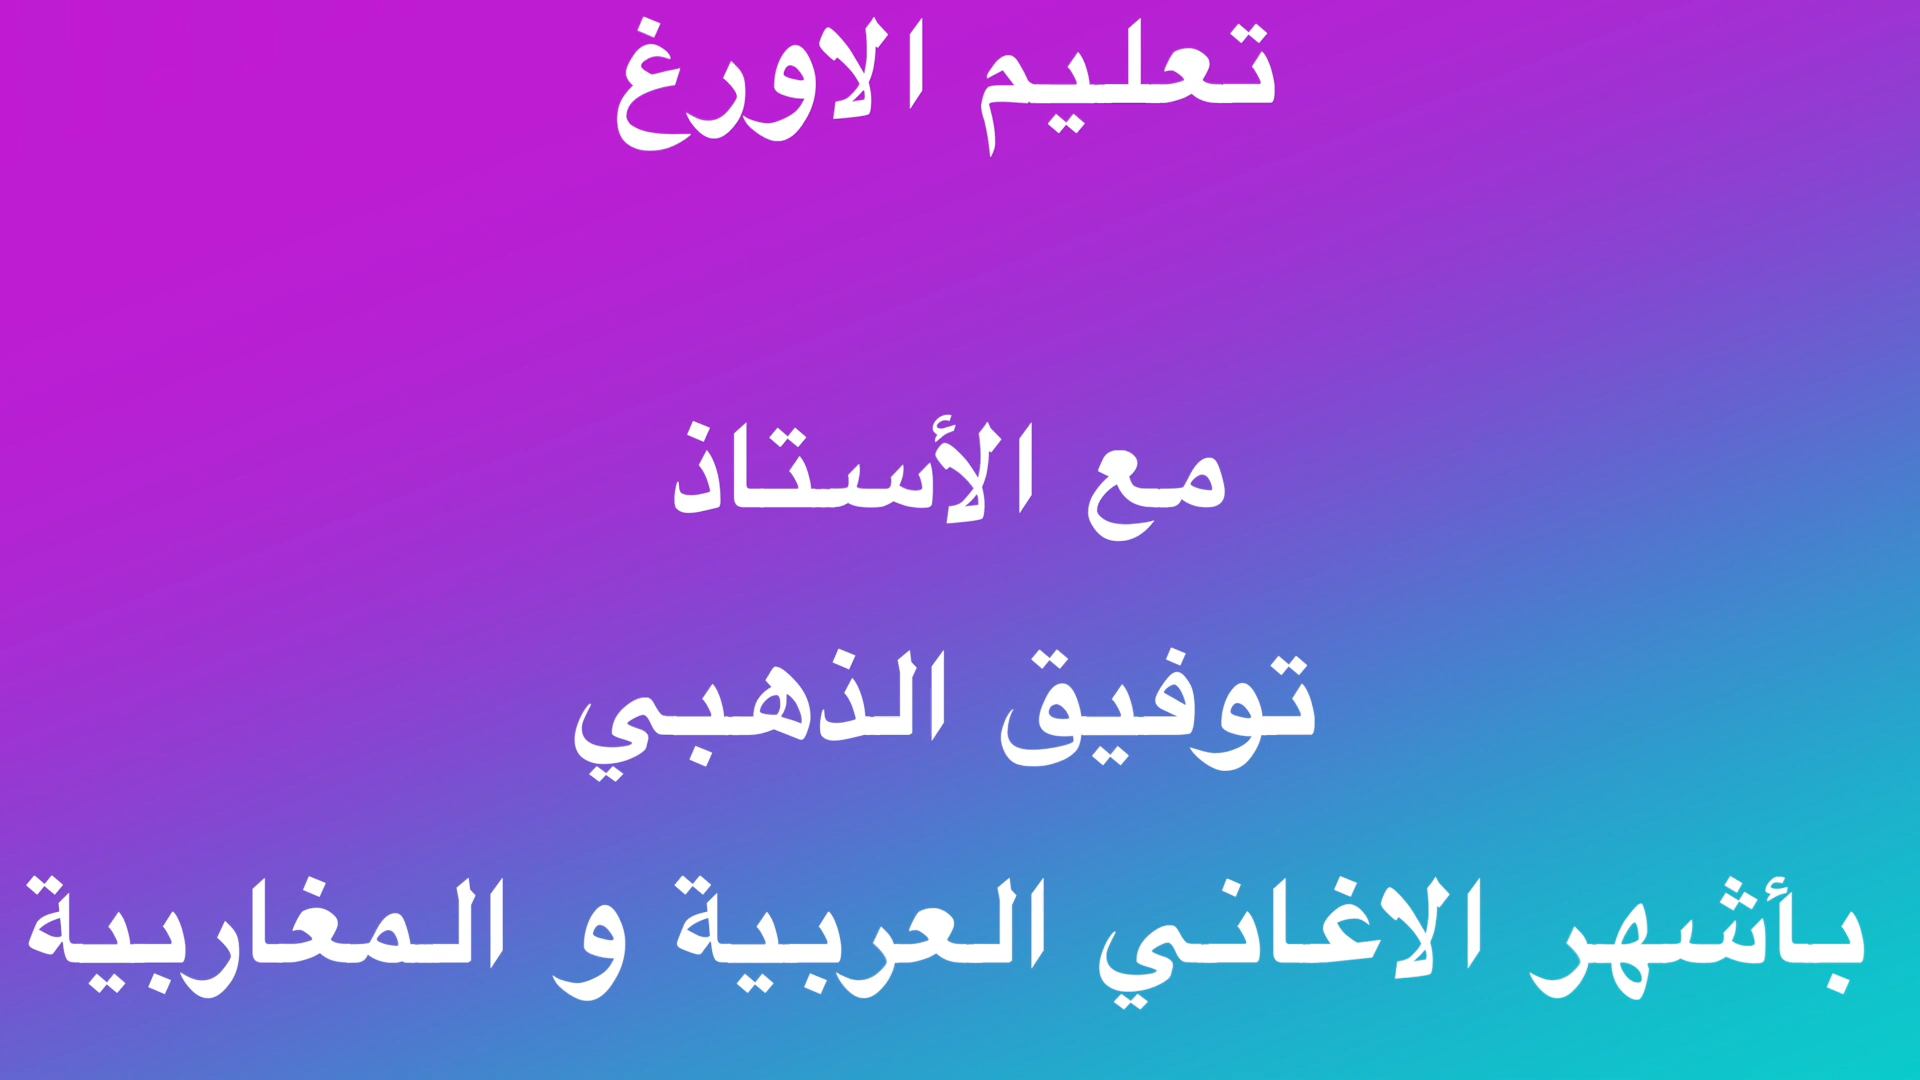 تعليم الاورغ
مع الأستاذ
توفيق الذهبي
بأشهر الاغاني العربية و المغاربية